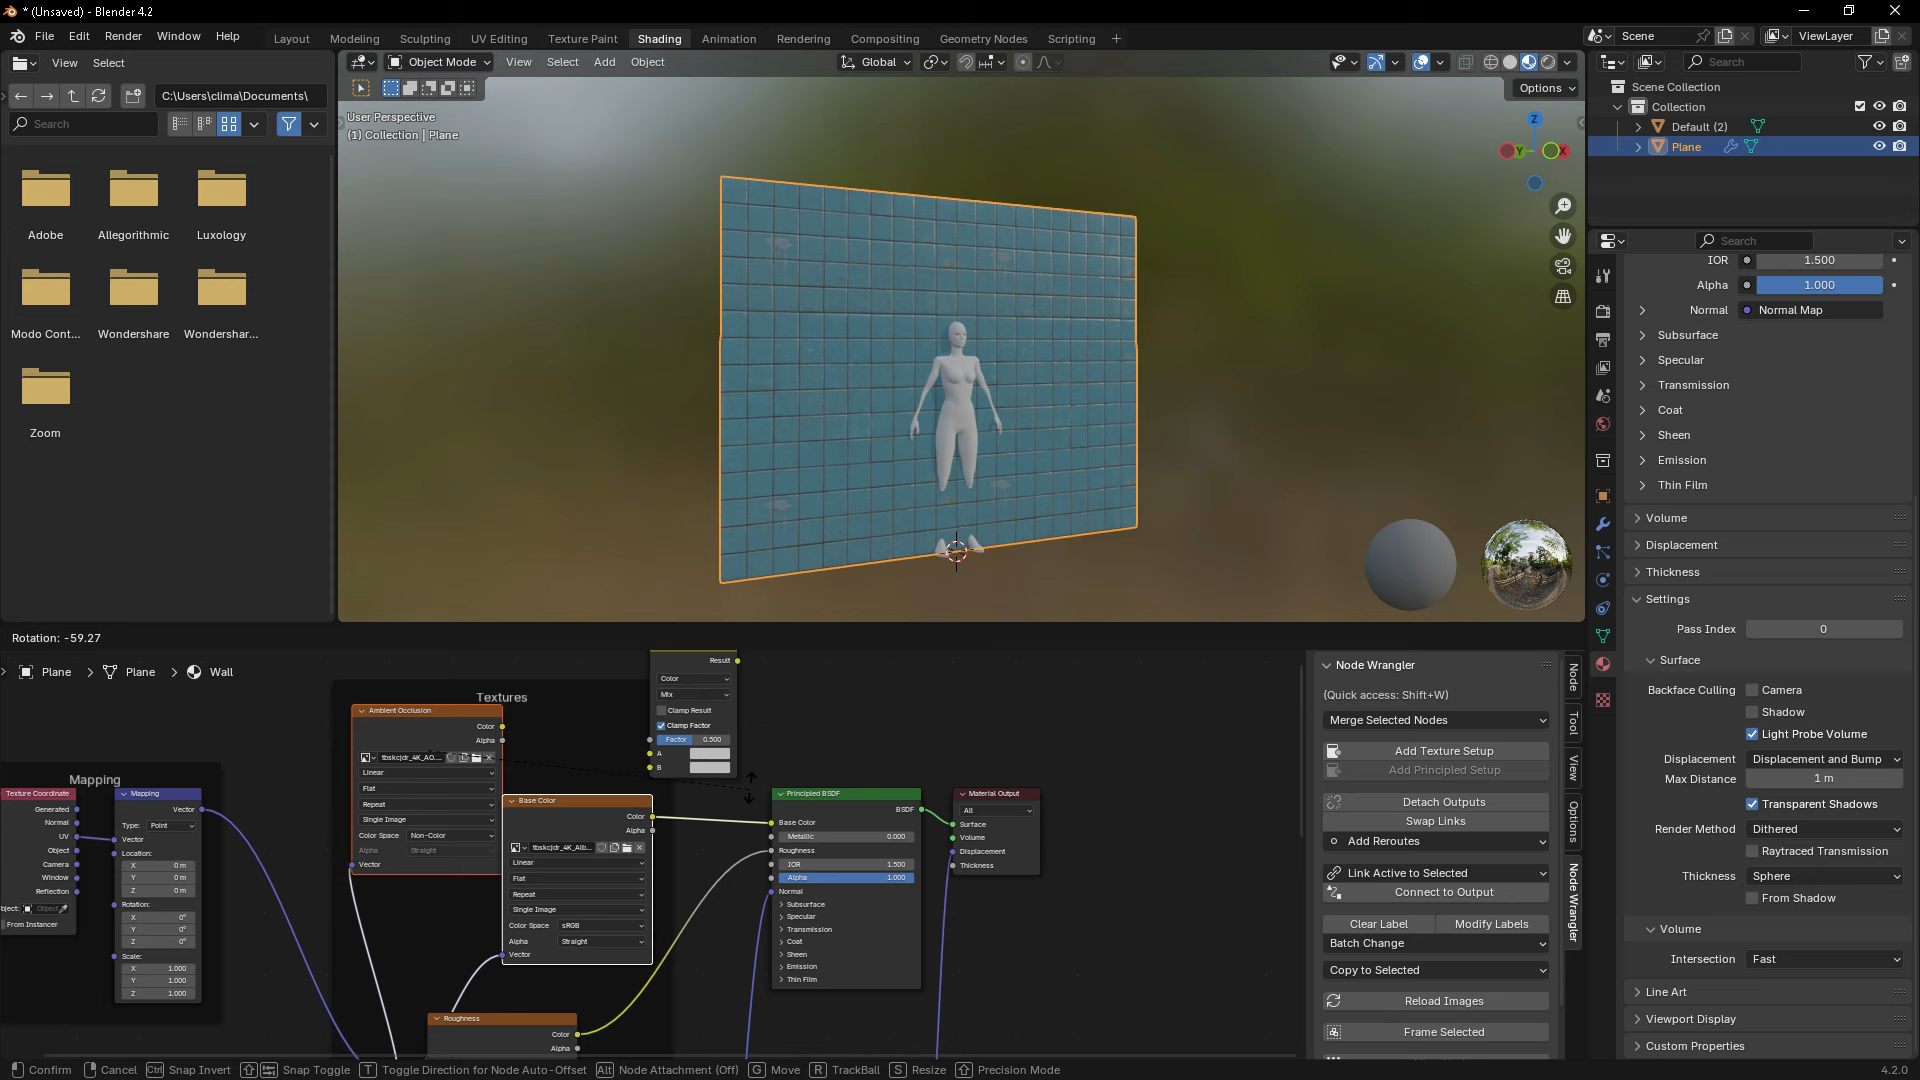 * (Unsaved) - Blender 4.2
File Edit Render Window Help
Layout Modeling Sculpting UV Editing Texture Paint Shading Animation Rendering Compositing Geometry Nodes Scripting +
Scene
ViewLayer
View Select
Object Mode View Select Add Object
Global
Search
C:\Users\clima\Documents\
Search
Options
User Perspective
(1) Collection | Plane
Z
Y
X
Adobe Allegorithmic Luxology
Modo Cont... Wondershare Wondershar...
Zoom
Scene Collection
Collection
Default (2)
Plane
Search
IOR 1.500
Alpha 1.000
Normal Normal Map
Subsurface
Specular
Transmission
Coat
Sheen
Emission
Thin Film
Volume
Displacement
Thickness
Settings
Pass Index 0
Surface
Backface Culling Camera
Shadow
Light Probe Volume
Displacement Displacement and Bump
Max Distance 1 m
Transparent Shadows
Render Method Dithered
Raytraced Transmission
Thickness Sphere
From Shadow
Volume
Intersection Fast
Line Art
Viewport Display
Custom Properties
Rotation: -59.27
Plane > Plane > Wall
Mapping
Texture Coordinate
Generated
Normal
UV
Object
Camera
Window
Reflection
Object
From Instancer
Mapping
Vector
Type: Point
Vector
Location:
X 0 m
Y 0 m
Z 0 m
Rotation:
X 0°
Y 0°
Z 0°
Scale:
X 1.000
Y 1.000
Z 1.000
Textures
Ambient Occlusion
Color
Alpha
tbskcjdr_4K_AO....
Linear
Flat
Repeat
Single Image
Color Space Non-Color
Alpha Straight
Vector
Base Color
Color
Alpha
tbskcjdr_4K_Alb...
Linear
Flat
Repeat
Single Image
Color Space sRGB
Alpha Straight
Vector
Roughness
Color
Alpha
Result
Color
Mix
Clamp Result
Clamp Factor
Factor 0.500
A
B
Principled BSDF
BSDF
Base Color
Metallic 0.000
Roughness
IOR 1.500
Alpha 1.000
Normal
Subsurface
Specular
Transmission
Coat
Sheen
Emission
Thin Film
Material Output
All
Surface
Volume
Displacement
Thickness
Node Wrangler
(Quick access: Shift+W)
Merge Selected Nodes
Add Texture Setup
Add Principled Setup
Detach Outputs
Swap Links
Add Reroutes
Link Active to Selected
Connect to Output
Clear Label Modify Labels
Batch Change
Copy to Selected
Reload Images
Frame Selected
Node
Tool
View
Options
Node Wrangler
Confirm Cancel Ctrl Snap Invert Snap Toggle T Toggle Direction for Node Auto-Offset Alt Node Attachment (Off) G Move R TrackBall S Resize Precision Mode
4.2.0